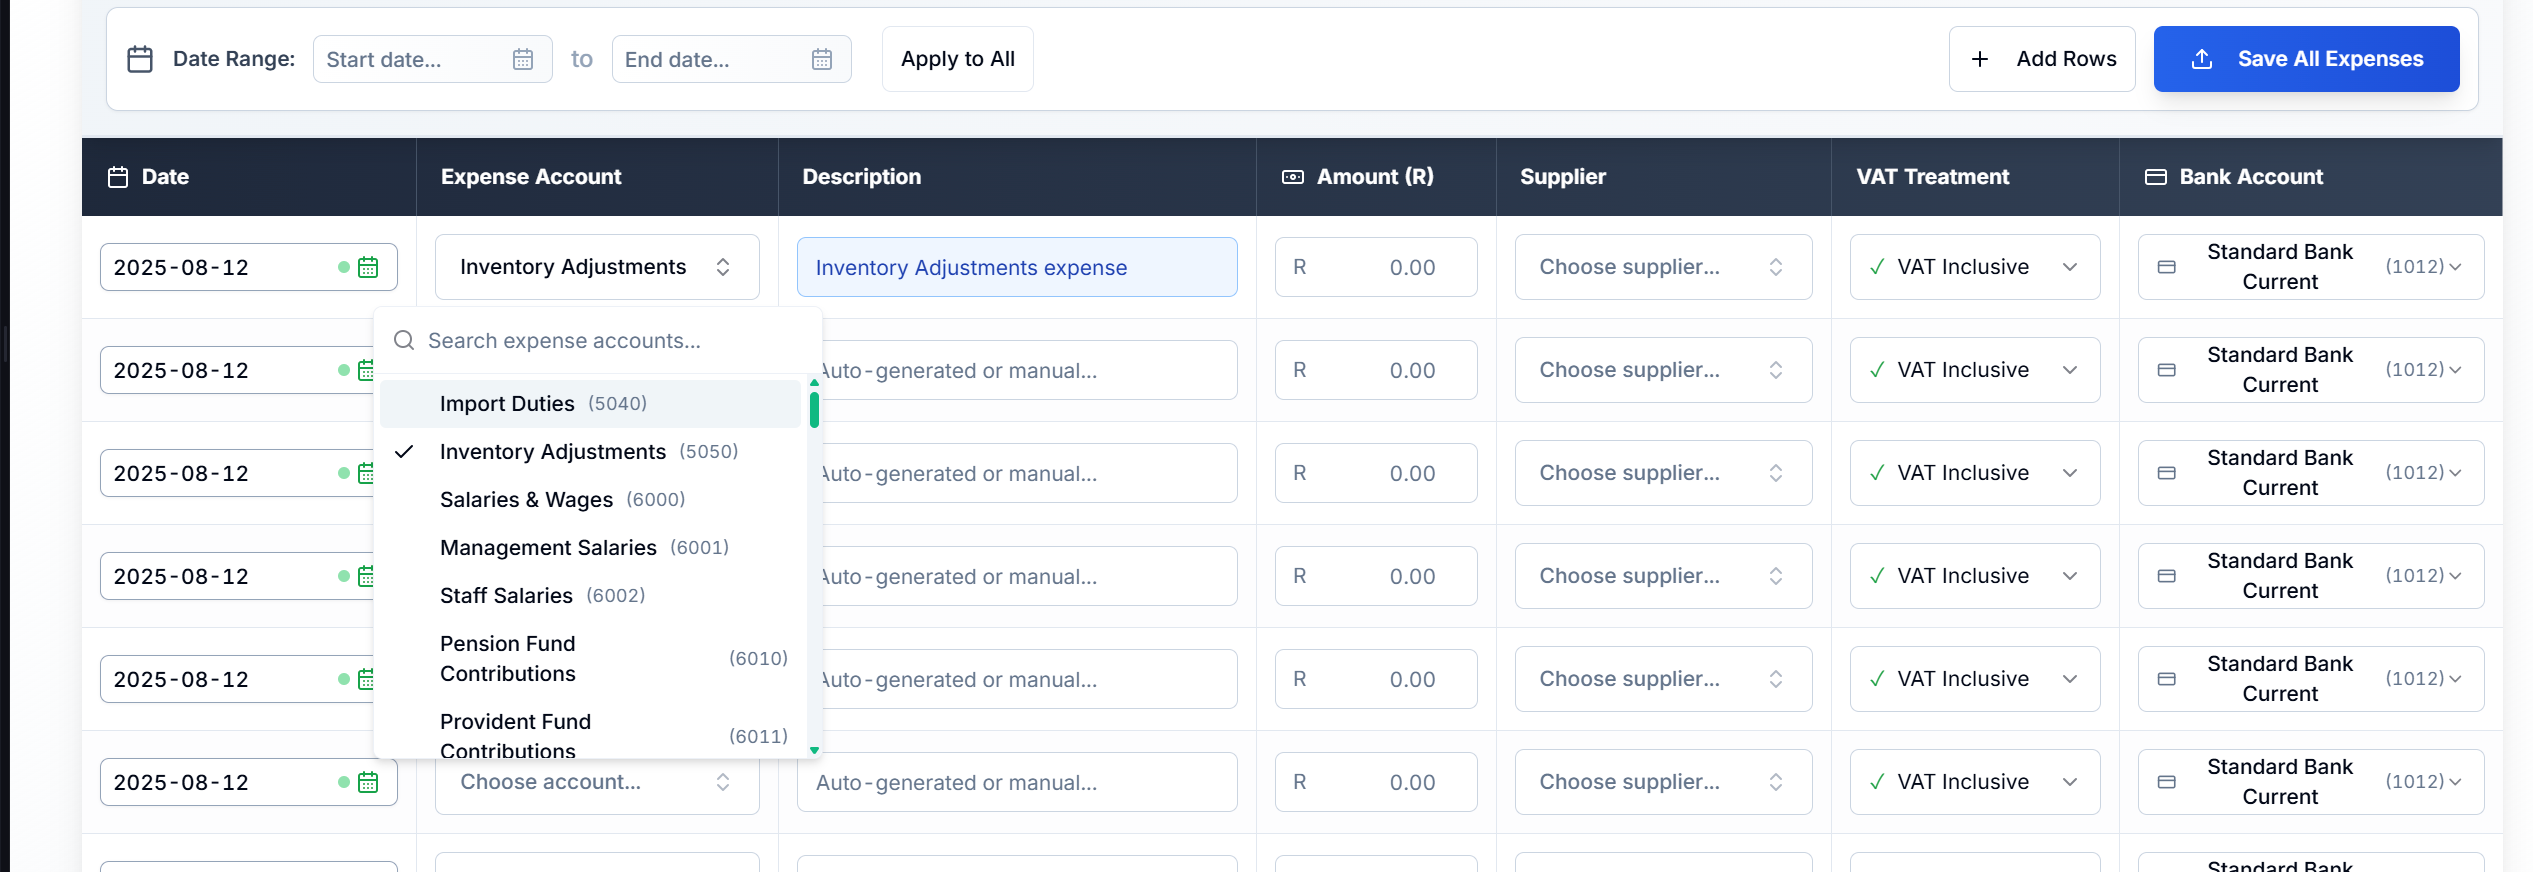 Date Range: Start date... to End date... Apply to All + Add Rows Save All Expenses
Date Expense Account Description Amount (R) Supplier VAT Treatment Bank Account
2025-08-12 Inventory Adjustments Inventory Adjustments expense R 0.00 Choose supplier... ✓ VAT Inclusive Standard Bank Current (1012)
Search expense accounts...
Import Duties (5040)
Inventory Adjustments (5050)
Salaries & Wages (6000)
Management Salaries (6001)
Staff Salaries (6002)
Pension Fund
Contributions (6010)
Provident Fund
Contributions (6011)
2025-08-12 Auto-generated or manual... R 0.00 Choose supplier... ✓ VAT Inclusive Standard Bank Current (1012)
2025-08-12 Auto-generated or manual... R 0.00 Choose supplier... ✓ VAT Inclusive Standard Bank Current (1012)
2025-08-12 Auto-generated or manual... R 0.00 Choose supplier... ✓ VAT Inclusive Standard Bank Current (1012)
2025-08-12 Auto-generated or manual... R 0.00 Choose supplier... ✓ VAT Inclusive Standard Bank Current (1012)
2025-08-12 Choose account... Auto-generated or manual... R 0.00 Choose supplier... ✓ VAT Inclusive Standard Bank Current (1012)
Standard Bank